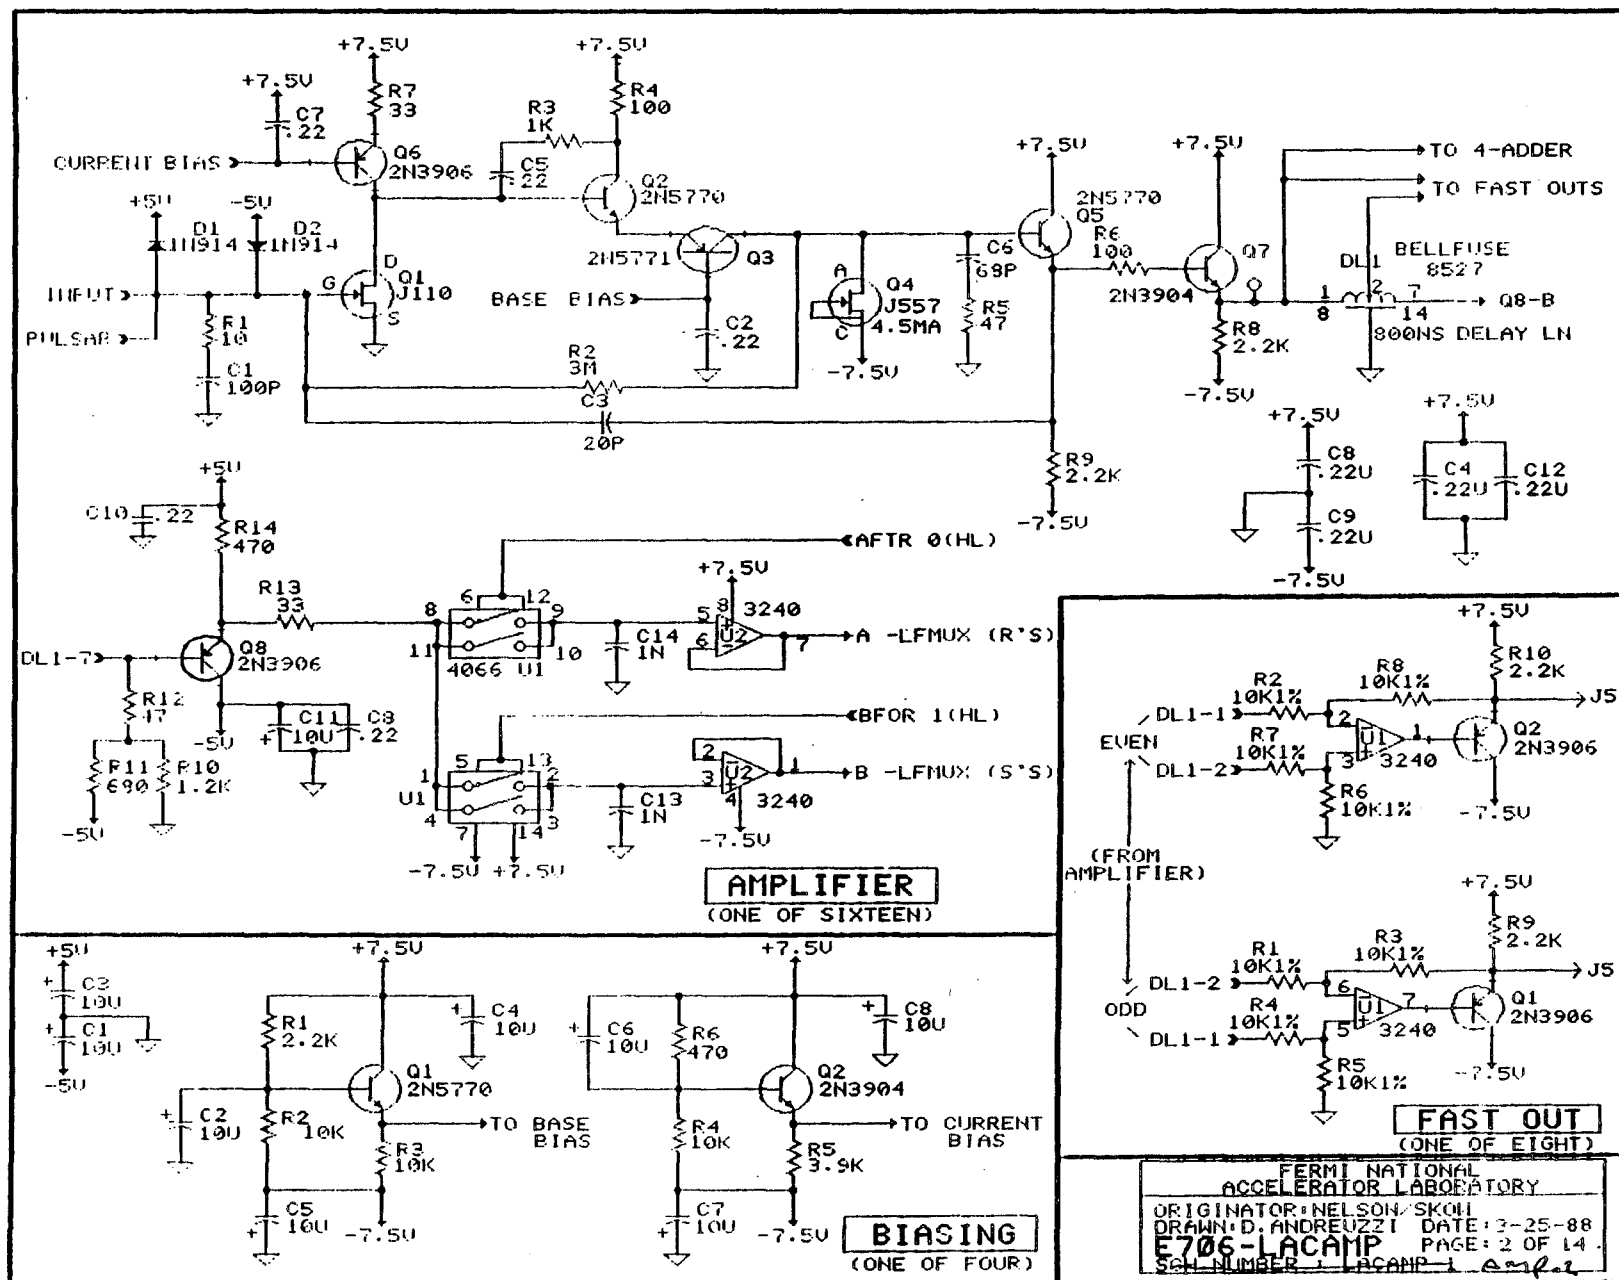 +7.5V
+7.5V
+7.5V
C7
.22
R7
33
R4
100
R3
1K
C5
.22
CURRENT BIAS
Q6
2N3906
Q2
2N5770
+5V
-5V
D1
1N914
D2
1N914
2N5771
Q3
INPUT
G
D
Q1
J110
S
BASE BIAS
PULSAR
R1
10
C1
100P
C2
.22
R2
3M
C3
20P
A
Q4
J557
4.5MA
C
-7.5V
C6
68P
R5
47
+7.5V
2N5770
Q5
R6
100
+7.5V
Q7
2N3904
R8
2.2K
-7.5V
TO 4-ADDER
TO FAST OUTS
DL1
BELLFUSE
8527
1
2
7
8
14
Q8-B
800NS DELAY LN
R9
2.2K
-7.5V
+7.5V
C8
.22U
C9
.22U
-7.5V
+7.5V
C4
.22U
C12
.22U
+5V
C10
.22
R14
470
R13
33
DL1-7
Q8
2N3906
R12
47
R11
680
R10
1.2K
-5V
-5V
C11
10U
C8
.22
AFTR 0(HL)
6
12
8
9
11
10
4066
U1
C14
1N
+7.5V
8
3240
5
6
U2
7
A -LFMUX (R'S)
BFOR 1(HL)
5
13
1
2
U1
4
3
7
14
-7.5V +7.5V
C13
1N
2
3
U2
1
4
3240
-7.5V
B -LFMUX (S'S)
AMPLIFIER
(ONE OF SIXTEEN)
+7.5V
R10
2.2K
R2
10K1%
R8
10K1%
J5
EVEN
DL1-1
R7
10K1%
DL1-2
2
3
U1
1
3240
Q2
2N3906
R6
10K1%
-7.5V
(FROM
AMPLIFIER)
+7.5V
R9
2.2K
R1
10K1%
R3
10K1%
J5
ODD
DL1-2
R4
10K1%
DL1-1
6
5
U1
7
3240
Q1
2N3906
R5
10K1%
-7.5V
FAST OUT
(ONE OF EIGHT)
+5V
C3
10U
C1
10U
-5V
+7.5V
R1
2.2K
C4
10U
Q1
2N5770
C2
10U
R2
10K
TO BASE
BIAS
R3
10K
C5
10U
-7.5V
+7.5V
C6
10U
R6
470
C8
10U
Q2
2N3904
R4
10K
TO CURRENT
BIAS
R5
3.9K
C7
10U
-7.5V
BIASING
(ONE OF FOUR)
FERMI NATIONAL
ACCELERATOR LABORATORY
ORIGINATOR:NELSON/SKOW
DRAWN:D.ANDREUZZI DATE:3-25-88
E706-LACAMP PAGE: 2 OF 14
SCH NUMBER : LACAMP-1